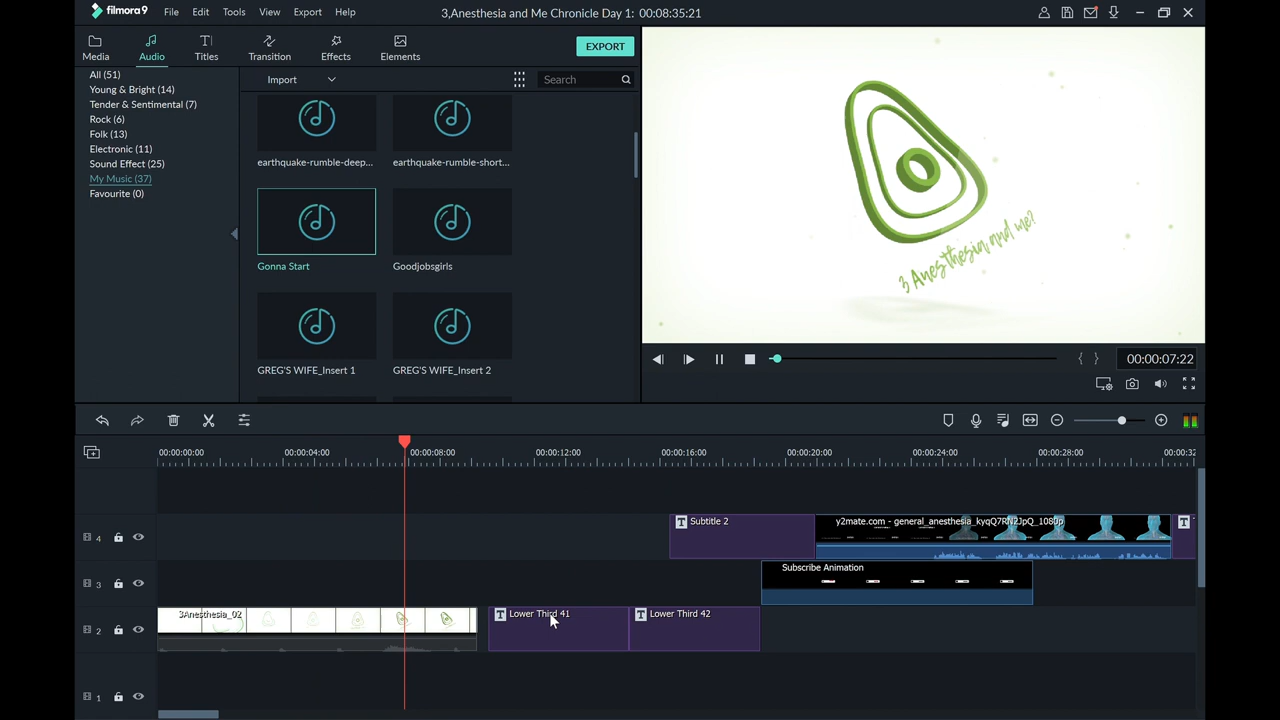 filmora9 File Edit Tools View Export Help 3,Anesthesia and Me Chronicle Day 1: 00:08:35:21
Media Audio Titles Transition Effects Elements EXPORT
All (51)
Young & Bright (14)
Tender & Sentimental (7)
Rock (6)
Folk (13)
Electronic (11)
Sound Effect (25)
My Music (37)
Favourite (0)
Import Search
earthquake-rumble-deep... earthquake-rumble-short...
Gonna Start Goodjobsgirls
GREG'S WIFE_Insert 1 GREG'S WIFE_Insert 2
3 Anesthesia and me?
{ } 00:00:07:22
00:00:00:00 00:00:04:00 00:00:08:00 00:00:12:00 00:00:16:00 00:00:20:00 00:00:24:00 00:00:28:00 00:00:32
4 T Subtitle 2 y2mate.com - general_anesthesia_kyqQ7RN2JpQ_1080p T
3 Subscribe Animation
2 3Anesthesia_02 T Lower Third 41 T Lower Third 42
1